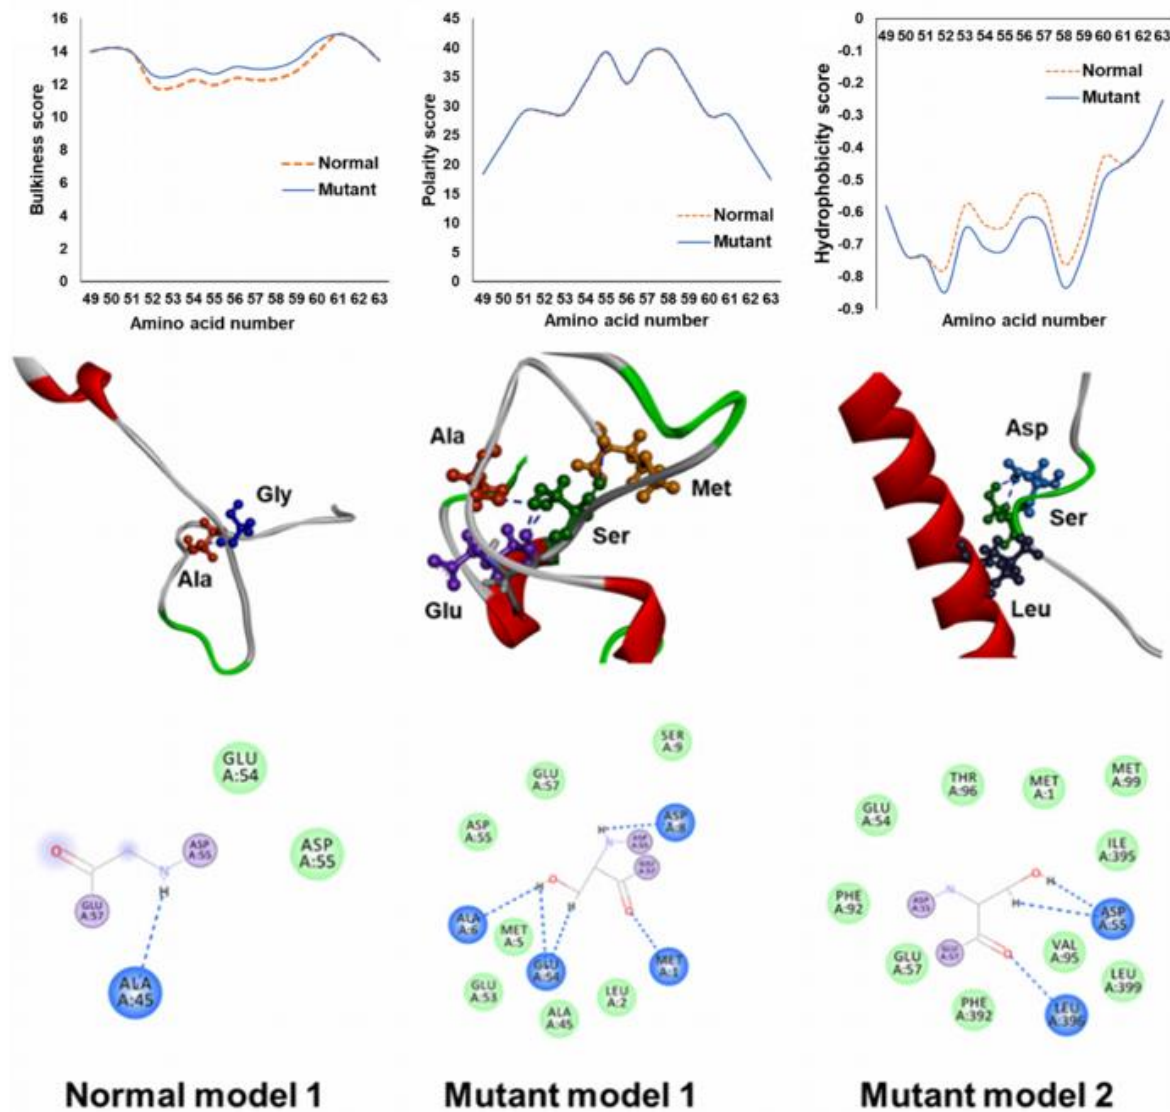 16
14
12
10
8
6
4
2
0
Bulkiness score
Normal
Mutant
49 50 51 52 53 54 55 56 57 58 59 60 61 62 63
Amino acid number
45
40
35
30
25
20
15
10
5
0
Polarity score
Normal
Mutant
49 50 51 52 53 54 55 56 57 58 59 60 61 62 63
Amino acid number
0
-0.1
-0.2
-0.3
-0.4
-0.5
-0.6
-0.7
-0.8
-0.9
Hydrophobicity score
49 50 51 52 53 54 55 56 57 58 59 60 61 62 63
Normal
Mutant
Amino acid number
Gly
Ala
Ala
Met
Ser
Glu
Asp
Ser
Leu
GLU
A:54
ASP
A:55
O
ASP
A:55
N
H
GLU
A:57
ALA
A:45
SER
A:9
GLU
A:57
ASP
A:55
ASP
A:8
H
N
ASP
A:55
O
H
H
O
ALA
A:6
MET
A:5
GLU
A:54
MET
A:1
GLU
A:53
ALA
A:45
LEU
A:2
THR
A:96
MET
A:1
MET
A:99
GLU
A:54
ILE
A:395
PHE
A:92
ASP
A:55
N
O
H
H
ASP
A:55
O
GLU
A:57
VAL
A:95
LEU
A:399
PHE
A:392
LEU
A:396
Normal model 1
Mutant model 1
Mutant model 2